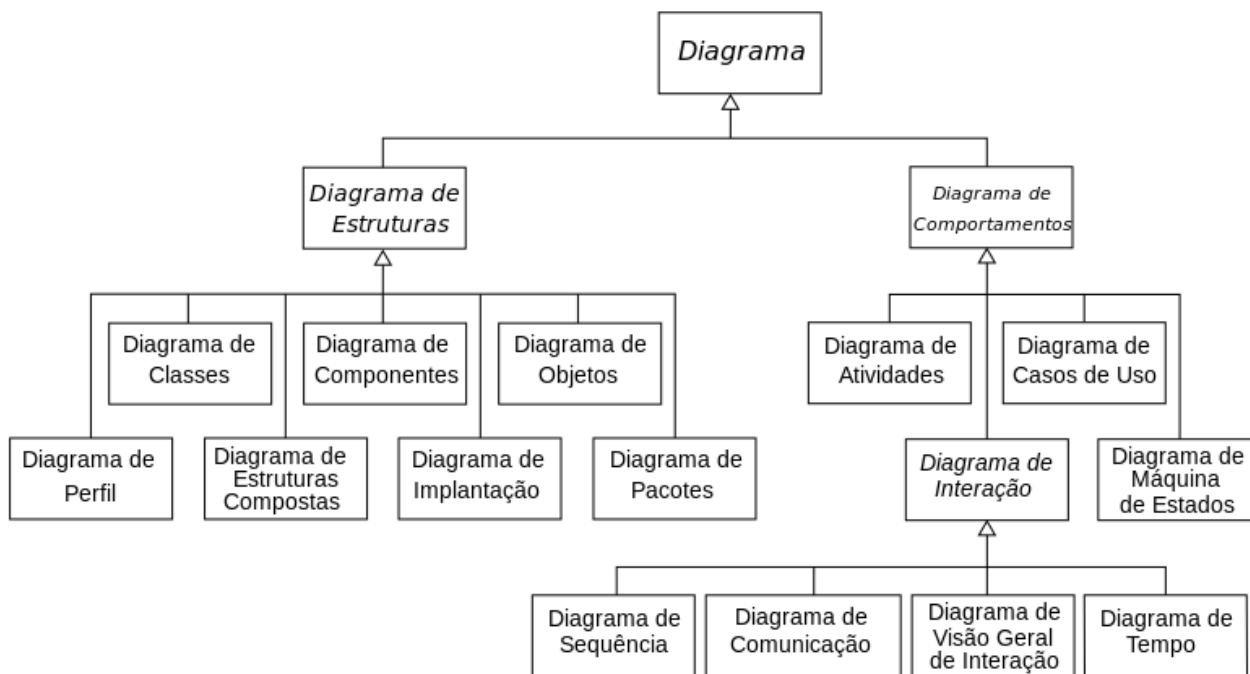 Diagrama
Diagrama de
Estruturas
Diagrama de
Comportamentos
Diagrama de
Classes
Diagrama de
Componentes
Diagrama de
Objetos
Diagrama de
Atividades
Diagrama de
Casos de Uso
Diagrama de
Perfil
Diagrama de
Estruturas
Compostas
Diagrama de
Implantação
Diagrama de
Pacotes
Diagrama de
Interação
Diagrama de
Máquina
de Estados
Diagrama de
Sequência
Diagrama de
Comunicação
Diagrama de
Visão Geral
de Interação
Diagrama de
Tempo